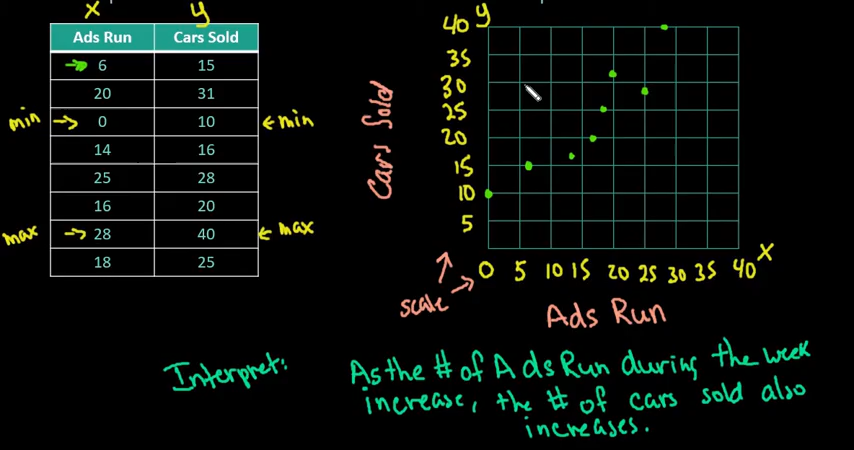 x
y
Ads Run Cars Sold
6 15
20 31
min 0 10 min
14 16
25 28
16 20
max 28 40 max
18 25
40 y
35
30
25
20
15
10
5
0 5 10 15 20 25 30 35 40 x
Cars Sold
scale
Ads Run
Interpret: As the # of Ads Run during the week
increase, the # of cars sold also
increases.